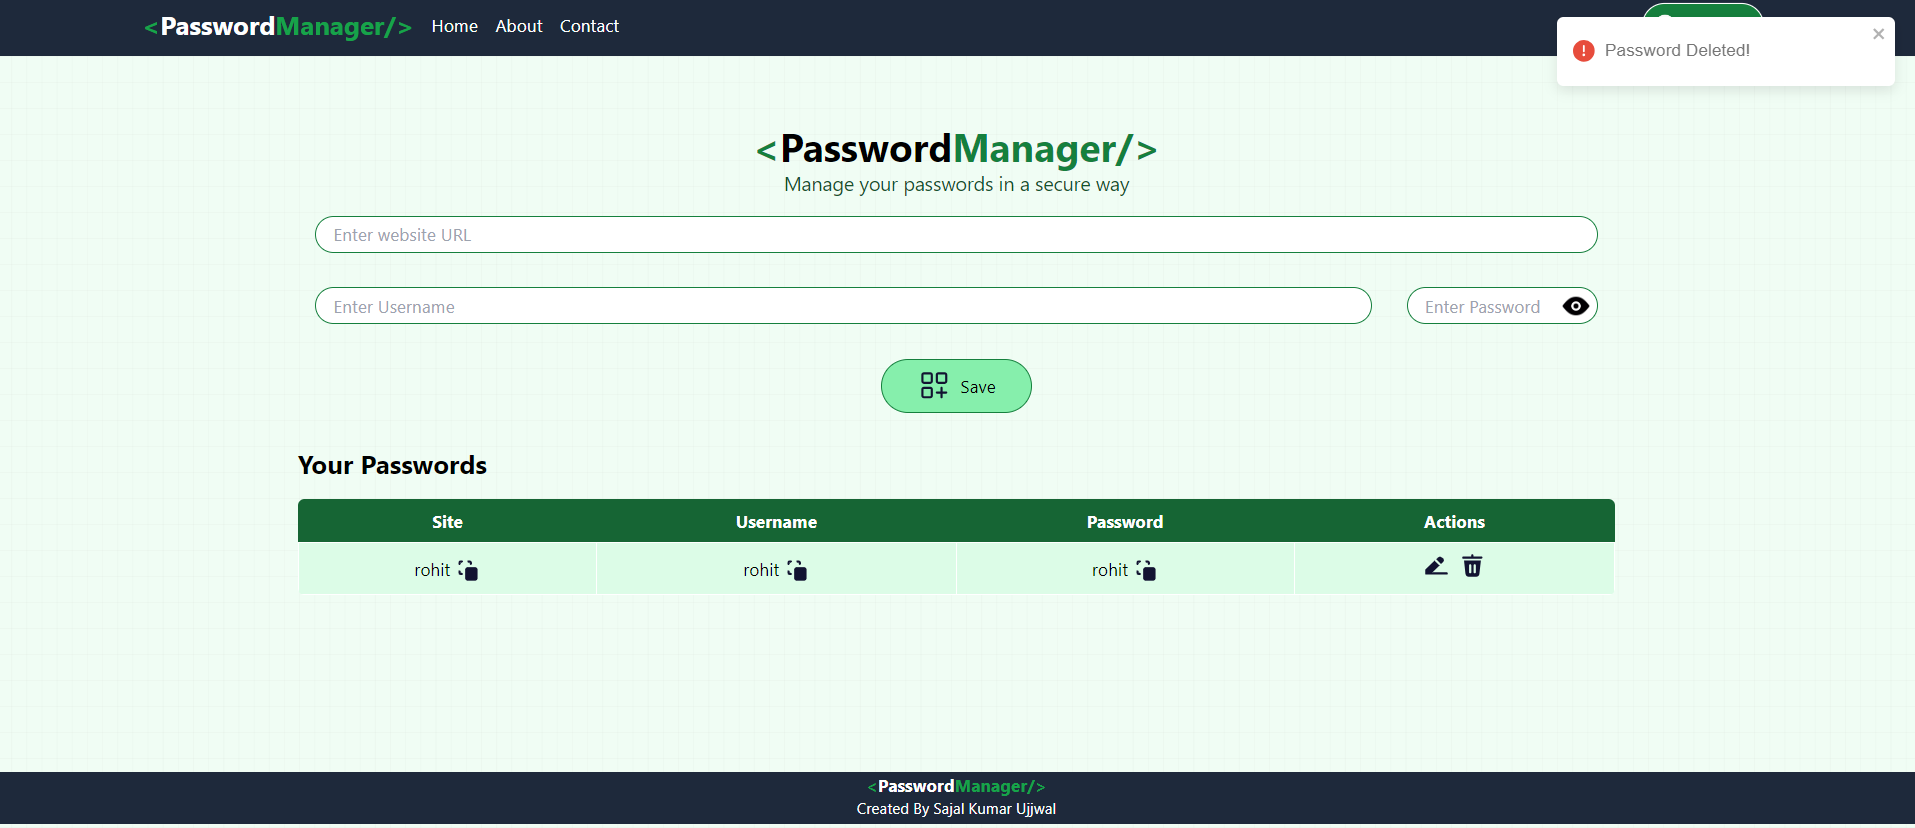 <PasswordManager/> Home About Contact
Password Deleted!
<PasswordManager/>
Manage your passwords in a secure way
Enter website URL
Enter Username Enter Password
Save
Your Passwords
Site Username Password Actions
rohit rohit rohit
<PasswordManager/>
Created By Sajal Kumar Ujjwal